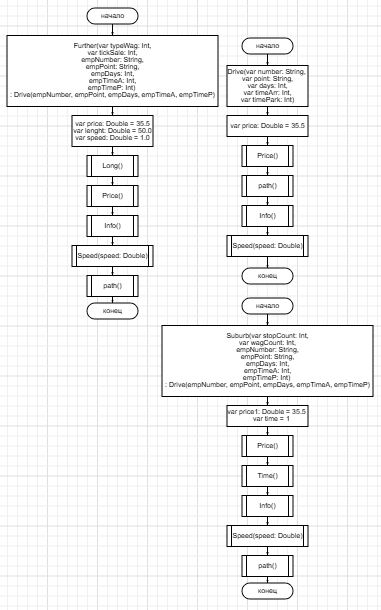 начало
Further(var typeWag: Int,
var tickSale: Int,
empNumber: String,
empPoint: String,
empDays: Int,
empTimeA: Int,
empTimeP: Int)
: Drive(empNumber, empPoint, empDays, empTimeA, empTimeP)
var price: Double = 35.5
var lenght: Double = 50.0
var speed: Double = 1.0
Long()
Price()
Info()
Speed(speed: Double)
path()
конец
начало
Drive(var number: String,
var point: String,
var days: Int,
var timeArr: Int,
var timePark: Int)
var price: Double = 35.5
Price()
path()
Info()
Speed(speed: Double)
конец
начало
Suburb(var stopCount: Int,
var wagCount: Int,
empNumber: String,
empPoint: String,
empDays: Int,
empTimeA: Int,
empTimeP: Int)
: Drive(empNumber, empPoint, empDays, empTimeA, empTimeP)
var price1: Double = 35.5
var time = 1
Price()
Time()
Info()
Speed(speed: Double)
path()
конец